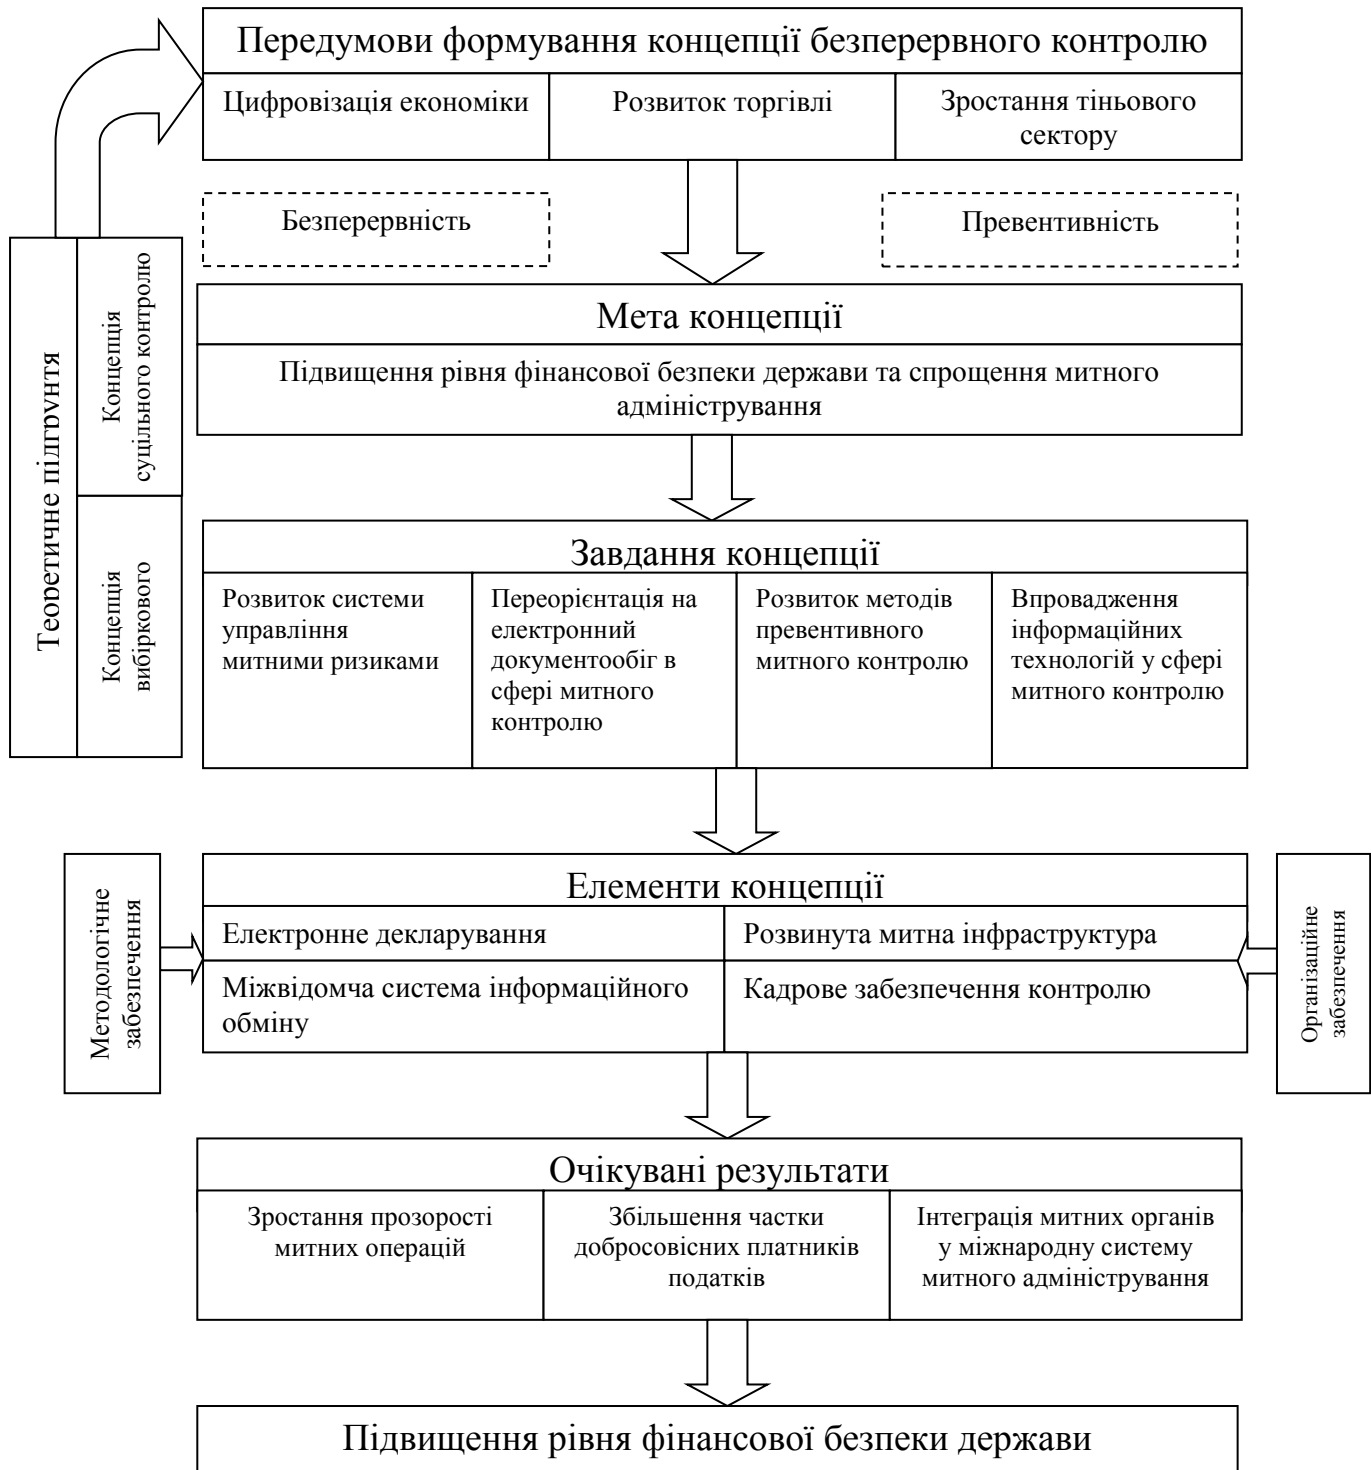 Передумови формування концепції безперервного контролю
Цифровізація економіки
Розвиток торгівлі
Зростання тіньового
сектору
Безперервність
Превентивність
Теоретичне підґрунтя
Концепція
суцільного контролю
Концепція
вибіркового
Мета концепції
Підвищення рівня фінансової безпеки держави та спрощення митного
адміністрування
Завдання концепції
Розвиток системи
управління
митними ризиками
Переорієнтація на
електронний
документообіг в
сфері митного
контролю
Розвиток методів
превентивного
митного контролю
Впровадження
інформаційних
технологій у сфері
митного контролю
Методологічне
забезпечення
Елементи концепції
Електронне декларування
Розвинута митна інфраструктура
Міжвідомча система інформаційного
обміну
Кадрове забезпечення контролю
Організаційне
забезпечення
Очікувані результати
Зростання прозорості
митних операцій
Збільшення частки
добросовісних платників
податків
Інтеграція митних органів
у міжнародну систему
митного адміністрування
Підвищення рівня фінансової безпеки держави